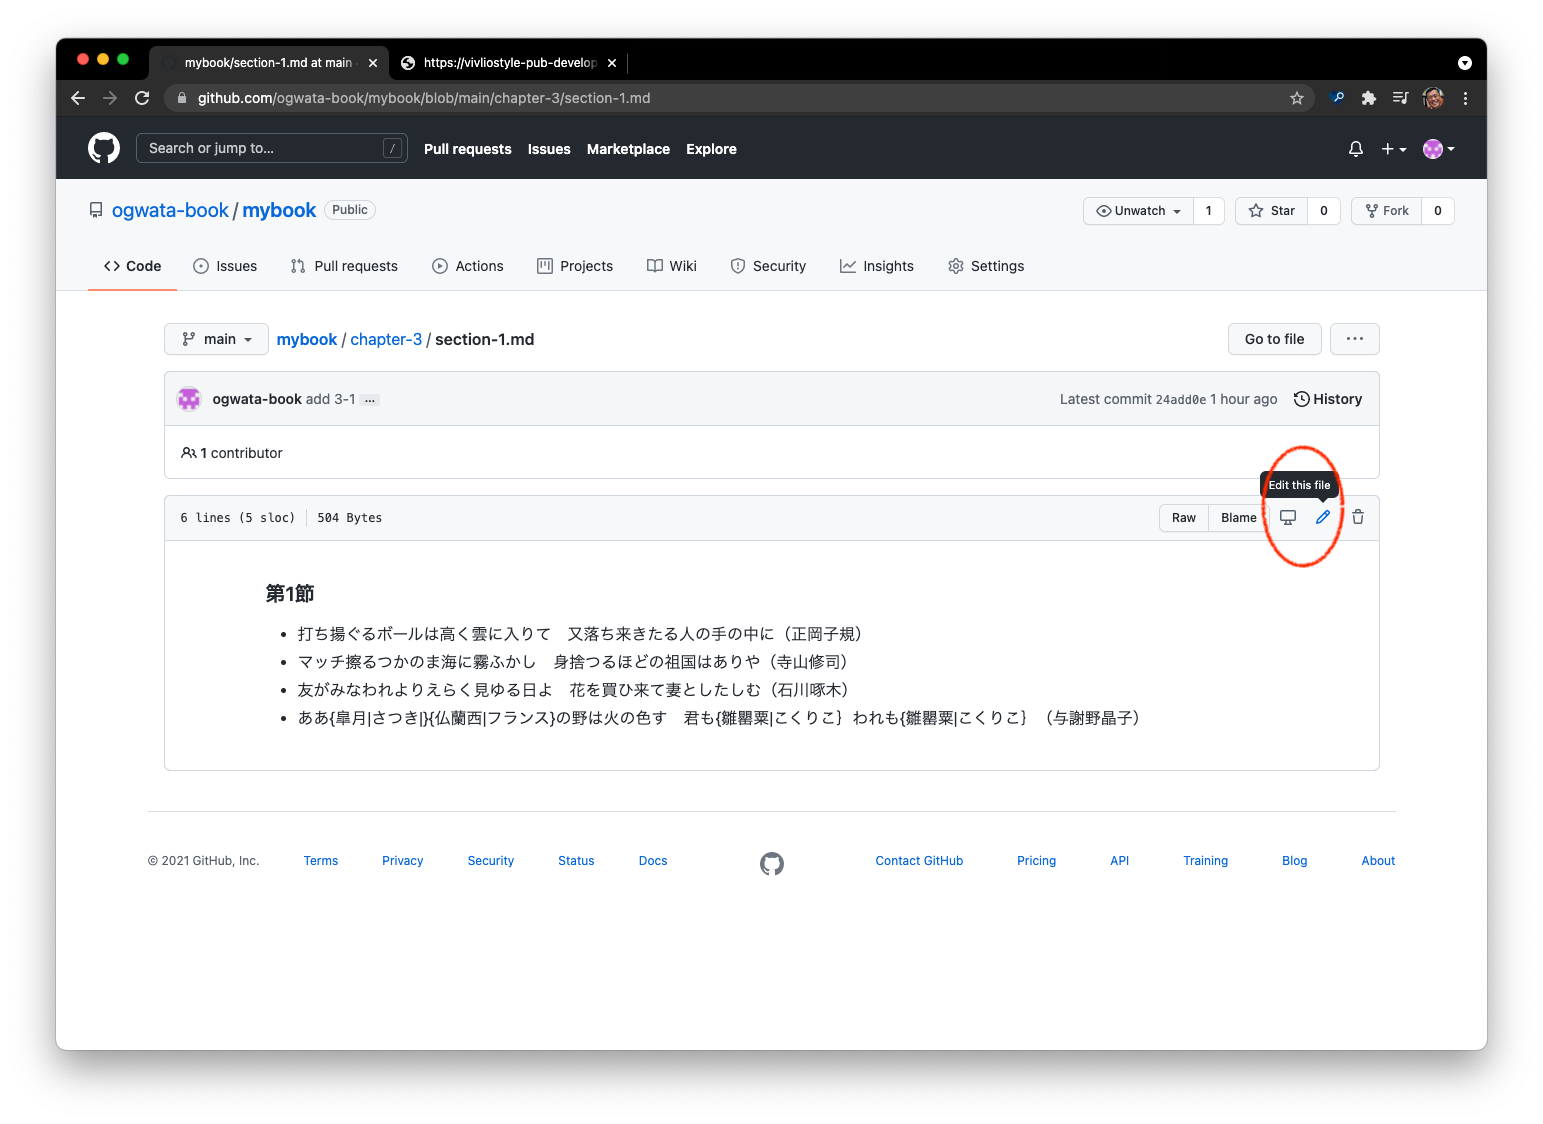 mybook/section-1.md at main
https://vivliostyle-pub-develop
github.com/ogwata-book/mybook/blob/main/chapter-3/section-1.md
Search or jump to... /
Pull requests Issues Marketplace Explore
ogwata-book / mybook Public
Unwatch 1 Star 0 Fork 0
Code Issues Pull requests Actions Projects Wiki Security Insights Settings
main mybook / chapter-3 / section-1.md Go to file ...
ogwata-book add 3-1 ... Latest commit 24add0e 1 hour ago History
1 contributor
Edit this file
6 lines (5 sloc) 504 Bytes Raw Blame
第1節
• 打ち揚ぐるボールは高く雲に入りて　又落ち来きたる人の手の中に（正岡子規）
• マッチ擦るつかのま海に霧ふかし　身捨つるほどの祖国はありや（寺山修司）
• 友がみなわれよりえらく見ゆる日よ　花を買ひ来て妻としたしむ（石川啄木）
• ああ{皐月|さつき|}{仏蘭西|フランス}の野は火の色す　君も{雛罌粟|こくりこ｝われも{雛罌粟|こくりこ｝（与謝野晶子）
© 2021 GitHub, Inc. Terms Privacy Security Status Docs Contact GitHub Pricing API Training Blog About